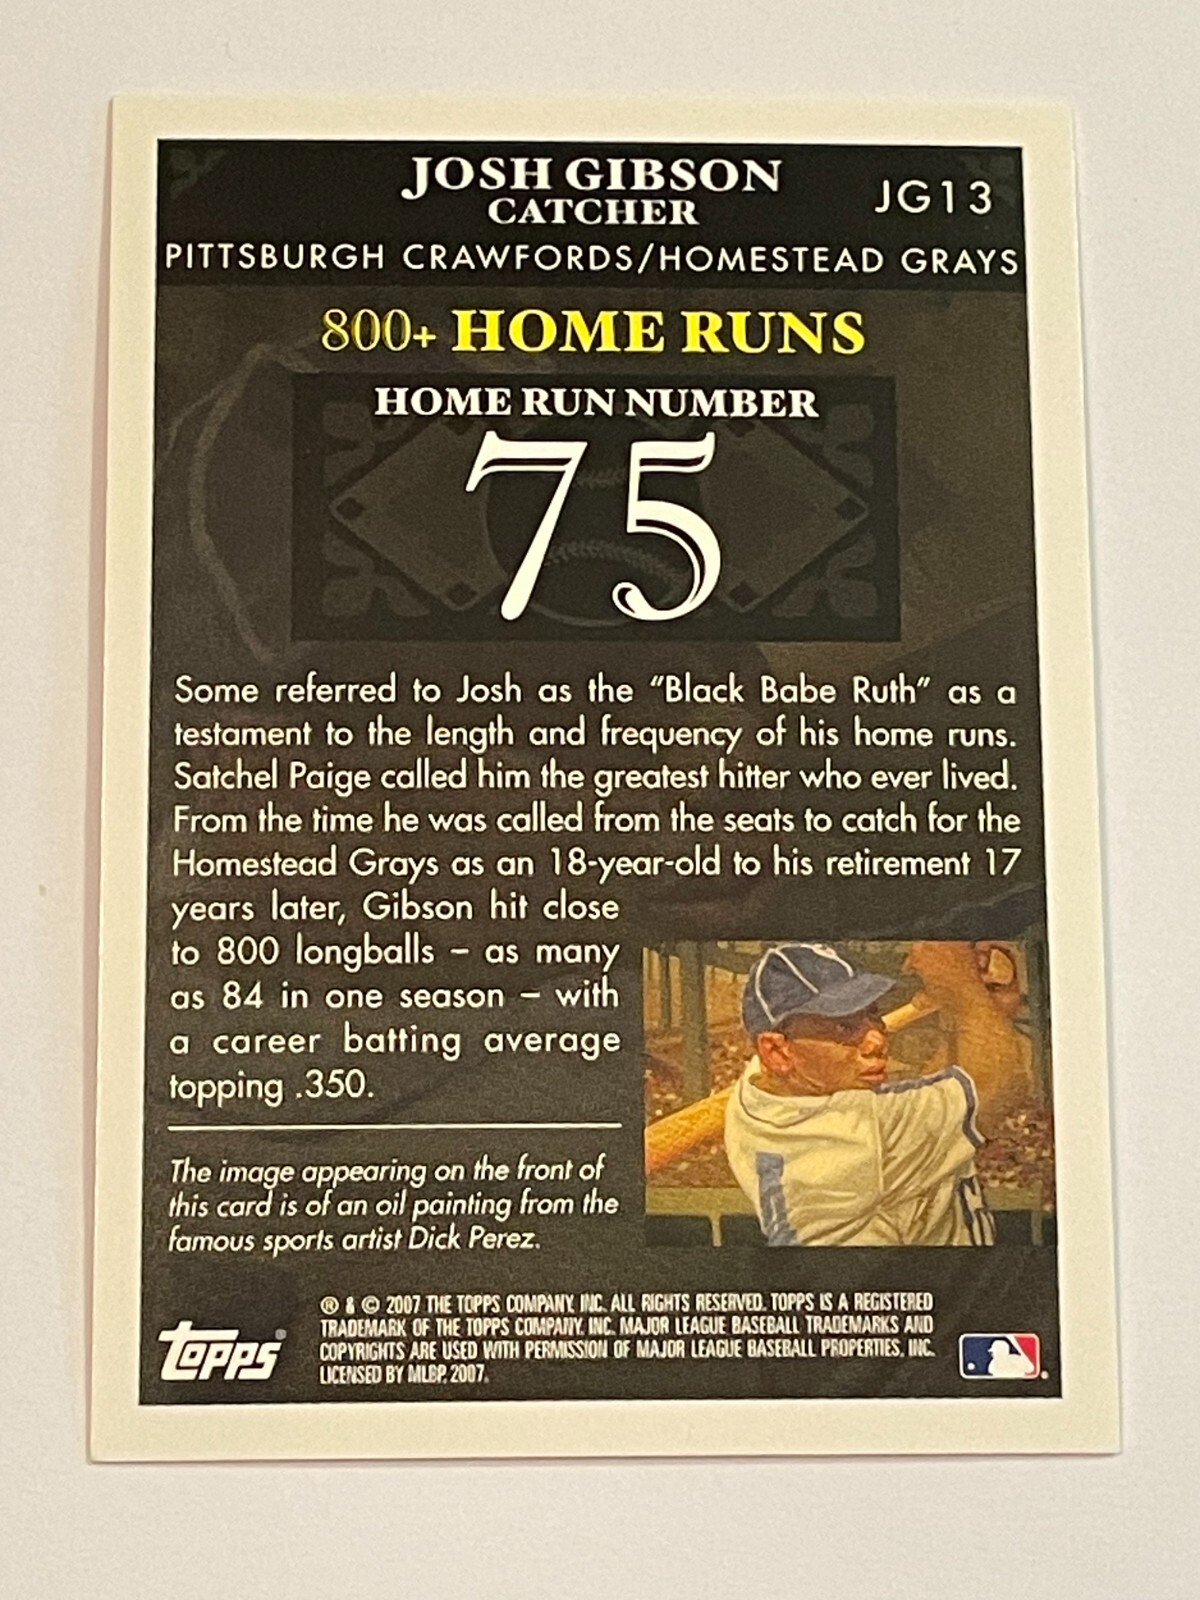 JOSH GIBSON
CATCHER
JG13
PITTSBURGH CRAWFORDS/HOMESTEAD GRAYS
800+ HOME RUNS
HOME RUN NUMBER
75
Some referred to Josh as the “Black Babe Ruth” as a
testament to the length and frequency of his home runs.
Satchel Paige called him the greatest hitter who ever lived.
From the time he was called from the seats to catch for the
Homestead Grays as an 18-year-old to his retirement 17
years later, Gibson hit close
to 800 longballs – as many
as 84 in one season – with
a career batting average
topping .350.
The image appearing on the front of
this card is of an oil painting from the
famous sports artist Dick Perez.
® & © 2007 THE TOPPS COMPANY, INC. ALL RIGHTS RESERVED. TOPPS IS A REGISTERED
TRADEMARK OF THE TOPPS COMPANY, INC. MAJOR LEAGUE BASEBALL TRADEMARKS AND
COPYRIGHTS ARE USED WITH PERMISSION OF MAJOR LEAGUE BASEBALL PROPERTIES, INC.
LICENSED BY MLBP, 2007.
topps®